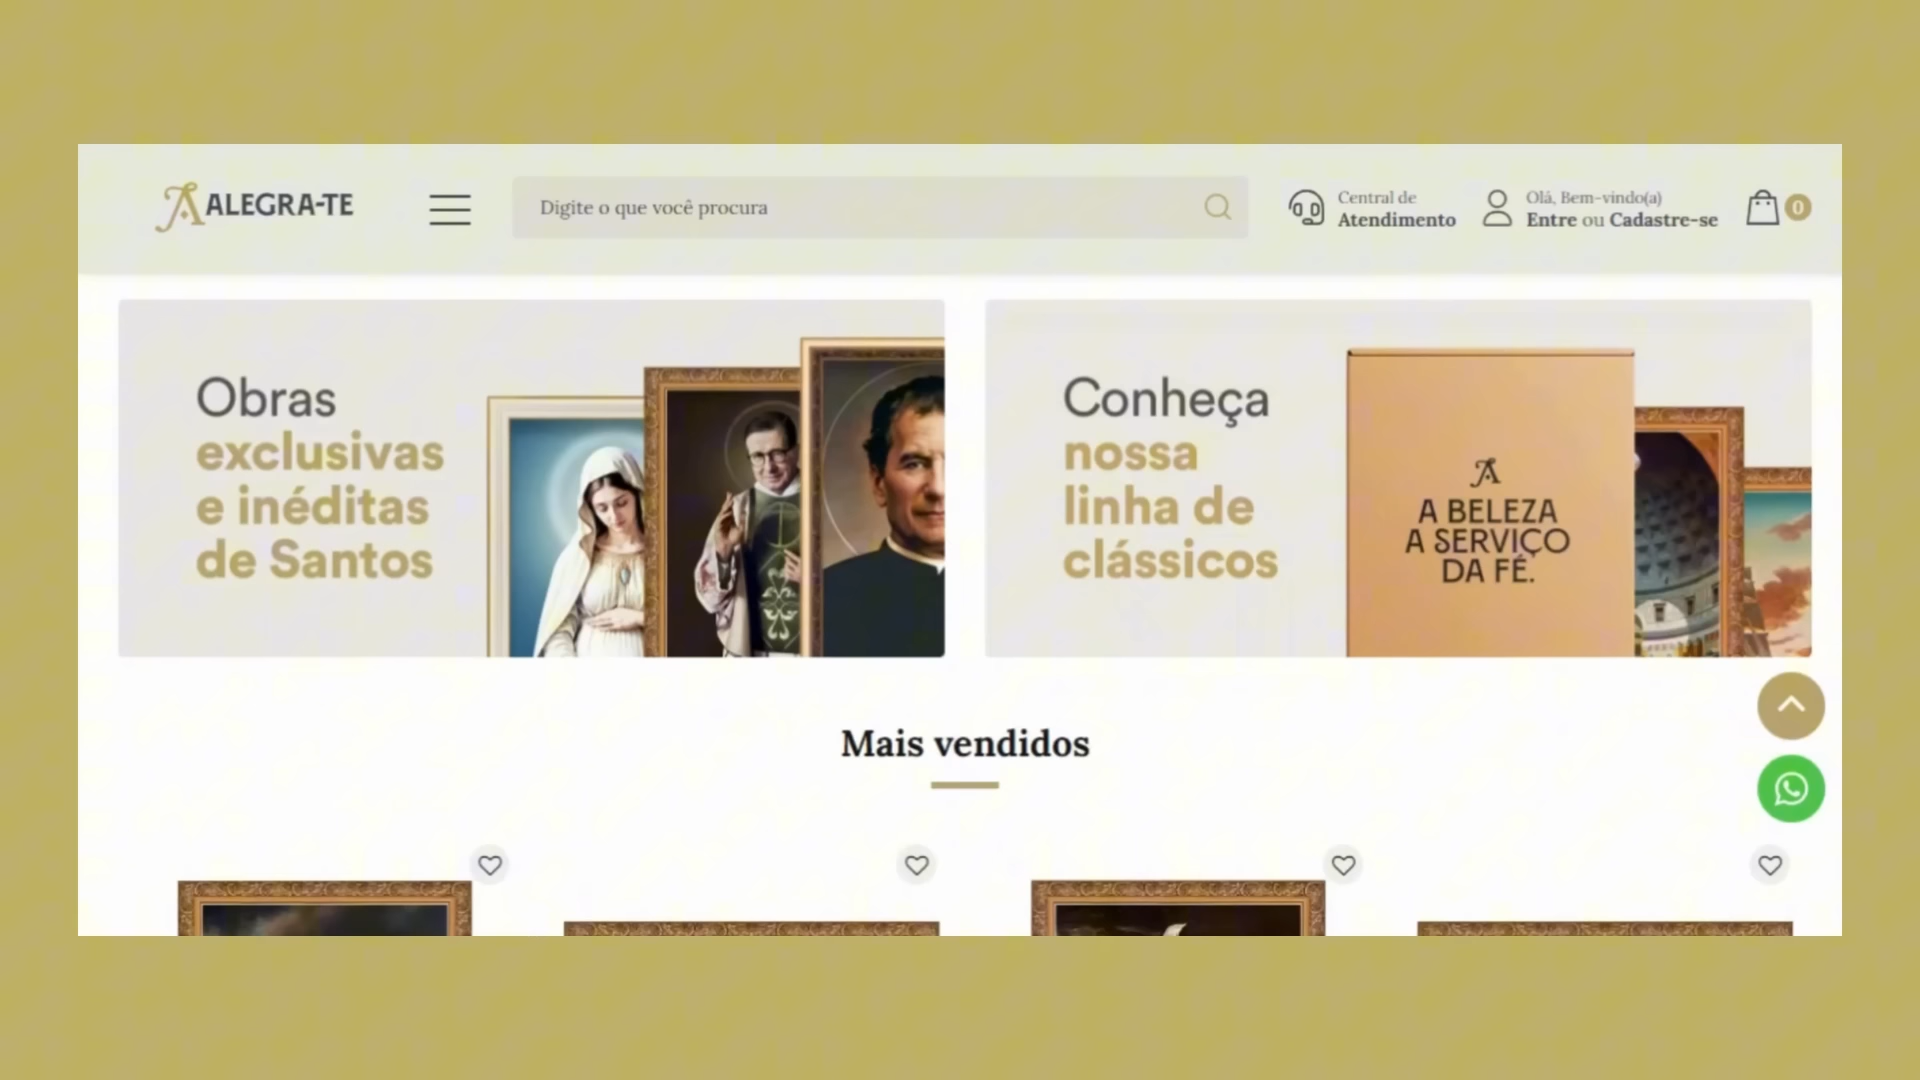 ALEGRA-TE
Digite o que você procura
Central de
Atendimento
Olá, Bem-vindo(a)
Entre ou Cadastre-se
0
Obras
exclusivas
e inéditas
de Santos
Conheça
nossa
linha de
clássicos
A BELEZA
A SERVIÇO
DA FÉ.
Mais vendidos